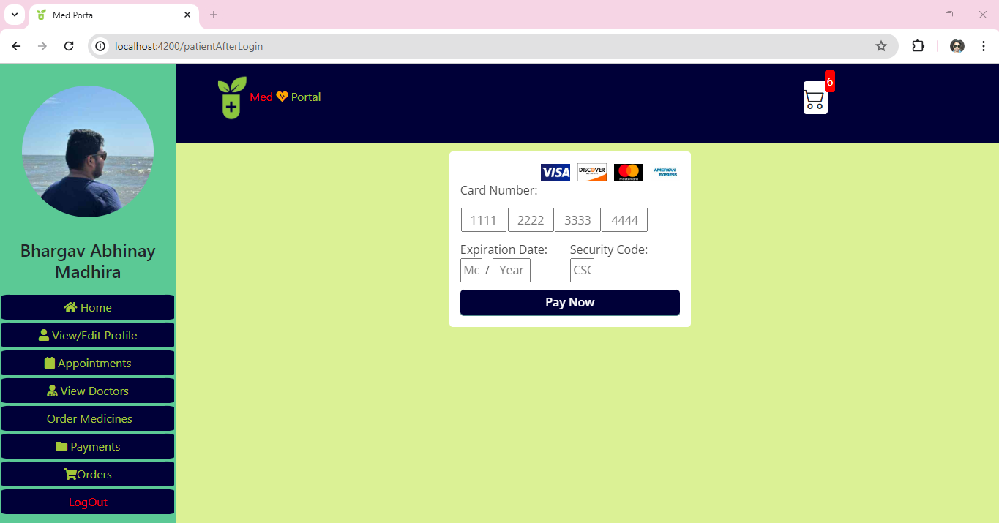 Med Portal
localhost:4200/patientAfterLogin
Bhargav Abhinay
Madhira
Home
View/Edit Profile
Appointments
View Doctors
Order Medicines
Payments
Orders
LogOut
Med Portal
6
VISA DISCOVER mastercard AMERICAN EXPRESS
Card Number:
1111 2222 3333 4444
Expiration Date: Security Code:
Mc / Year CSC
Pay Now